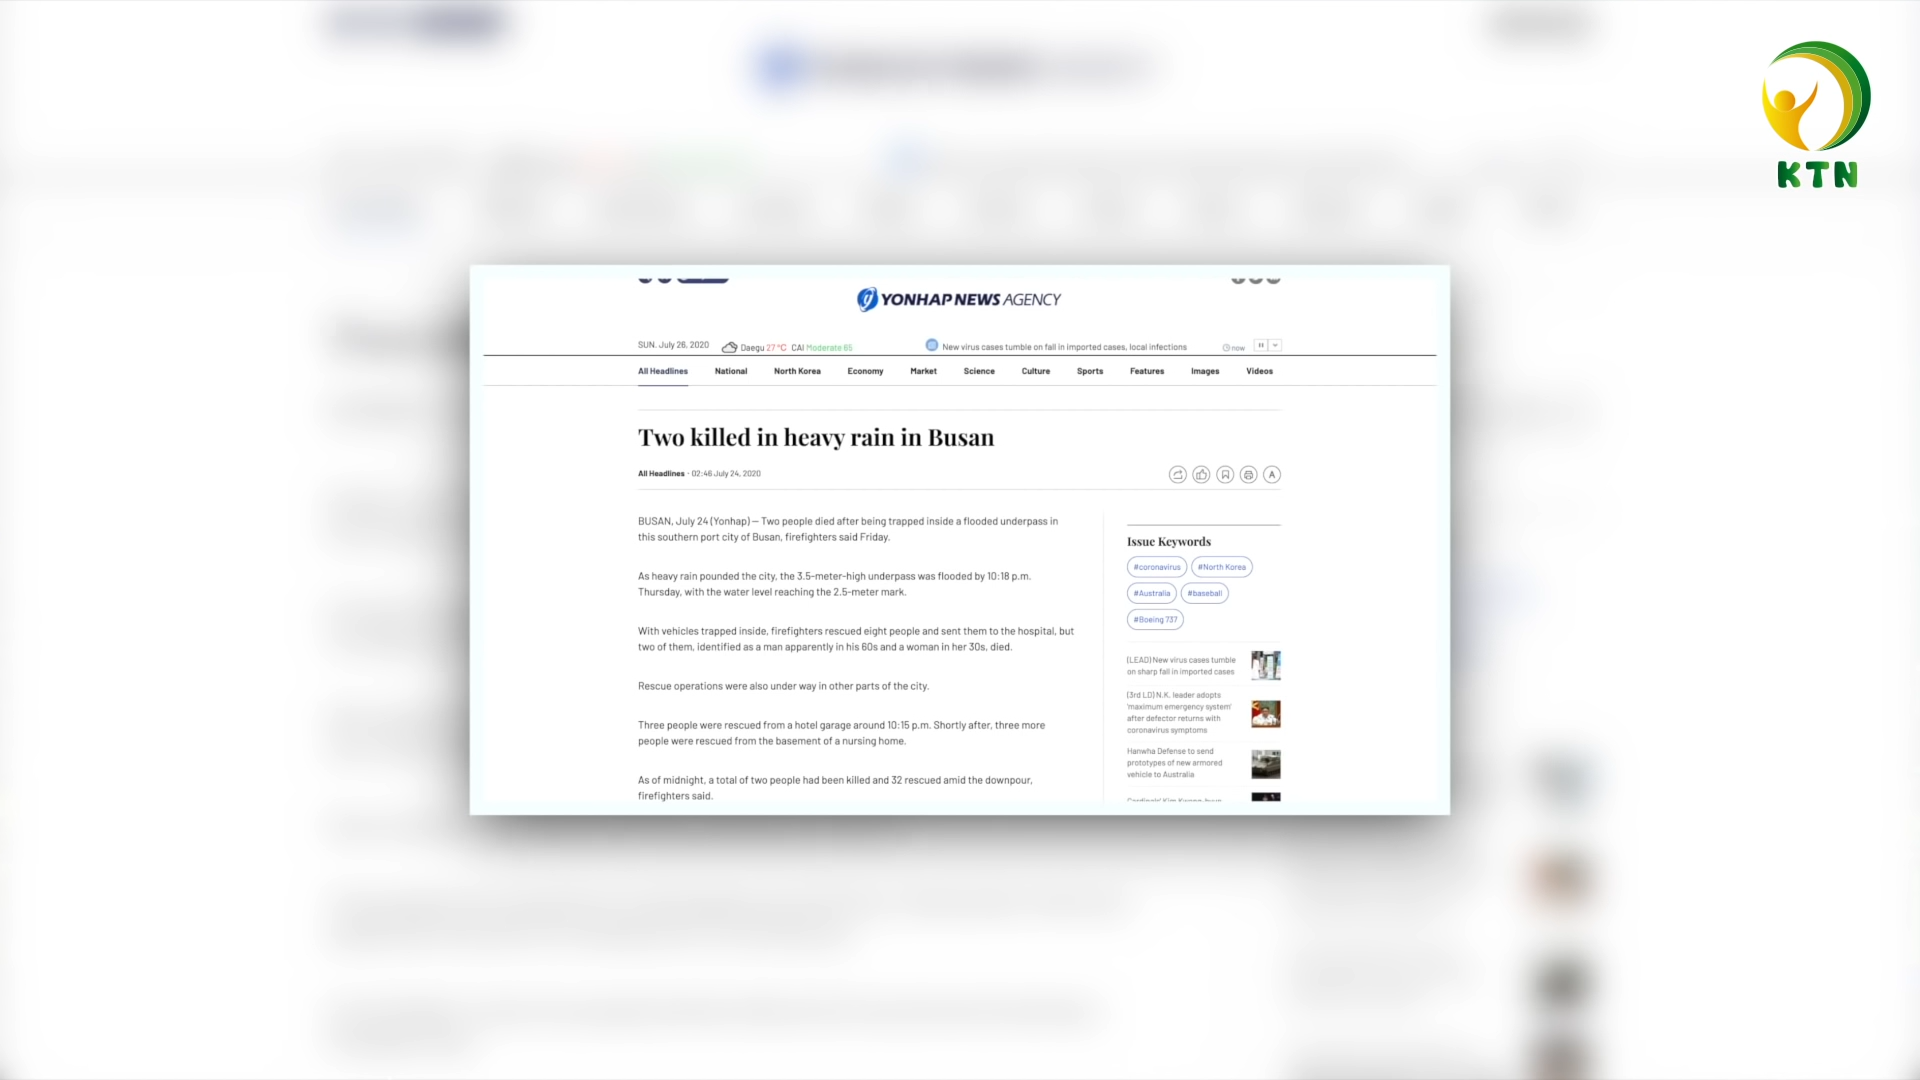 KTN
YONHAP NEWS AGENCY
SUN. July 26, 2020 Daegu 27 °C CAI Moderate 65 New virus cases tumble on fall in imported cases, local infections now
All Headlines National North Korea Economy Market Science Culture Sports Features Images Videos
Two killed in heavy rain in Busan
All Headlines · 02:46 July 24, 2020
A
BUSAN, July 24 (Yonhap) — Two people died after being trapped inside a flooded underpass in
this southern port city of Busan, firefighters said Friday.
As heavy rain pounded the city, the 3.5-meter-high underpass was flooded by 10:18 p.m.
Thursday, with the water level reaching the 2.5-meter mark.
With vehicles trapped inside, firefighters rescued eight people and sent them to the hospital, but
two of them, identified as a man apparently in his 60s and a woman in her 30s, died.
Rescue operations were also under way in other parts of the city.
Three people were rescued from a hotel garage around 10:15 p.m. Shortly after, three more
people were rescued from the basement of a nursing home.
As of midnight, a total of two people had been killed and 32 rescued amid the downpour,
firefighters said.
Issue Keywords
#coronavirus #North Korea
#Australia #baseball
#Boeing 737
(LEAD) New virus cases tumble
on sharp fall in imported cases
(3rd LD) N.K. leader adopts
'maximum emergency system'
after defector returns with
coronavirus symptoms
Hanwha Defense to send
prototypes of new armored
vehicle to Australia